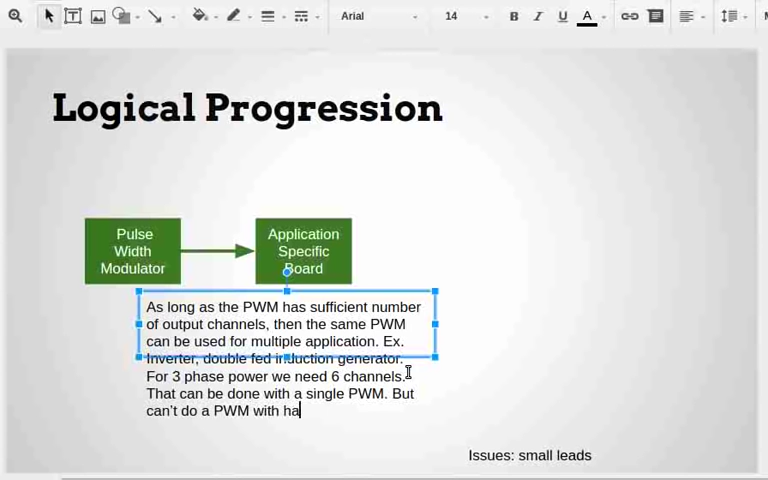 Arial
14
B I U A
Logical Progression
Pulse
Width
Modulator
Application
Specific
Board
As long as the PWM has sufficient number
of output channels, then the same PWM
can be used for multiple application. Ex.
Inverter, double fed induction generator.
For 3 phase power we need 6 channels.
That can be done with a single PWM. But
can't do a PWM with ha
Issues: small leads